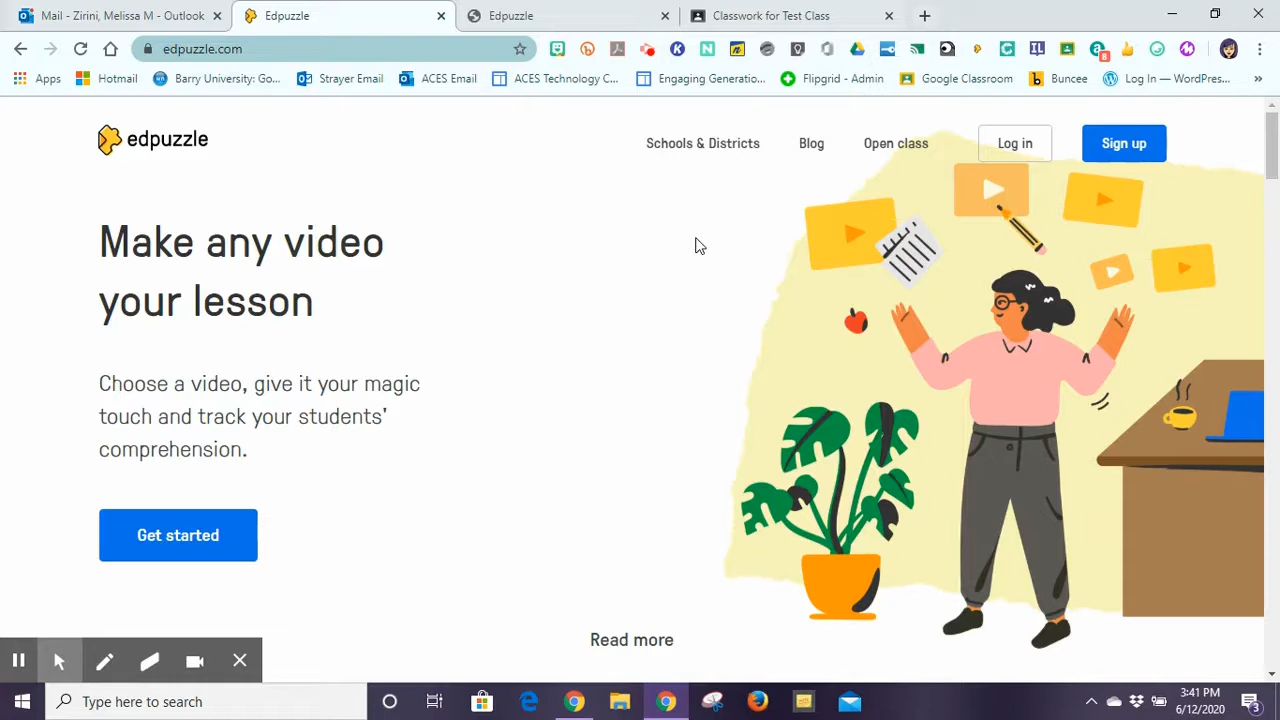 Mail - Zirini, Melissa M - Outlook
Edpuzzle
Edpuzzle
Classwork for Test Class
edpuzzle.com
Apps
Hotmail
Barry University: Go...
Strayer Email
ACES Email
ACES Technology C...
Engaging Generatio...
Flipgrid - Admin
Google Classroom
Buncee
Log In — WordPres...
edpuzzle
Schools & Districts
Blog
Open class
Log in
Sign up
Make any video
your lesson
Choose a video, give it your magic
touch and track your students'
comprehension.
Get started
Read more
Type here to search
3:41 PM
6/12/2020